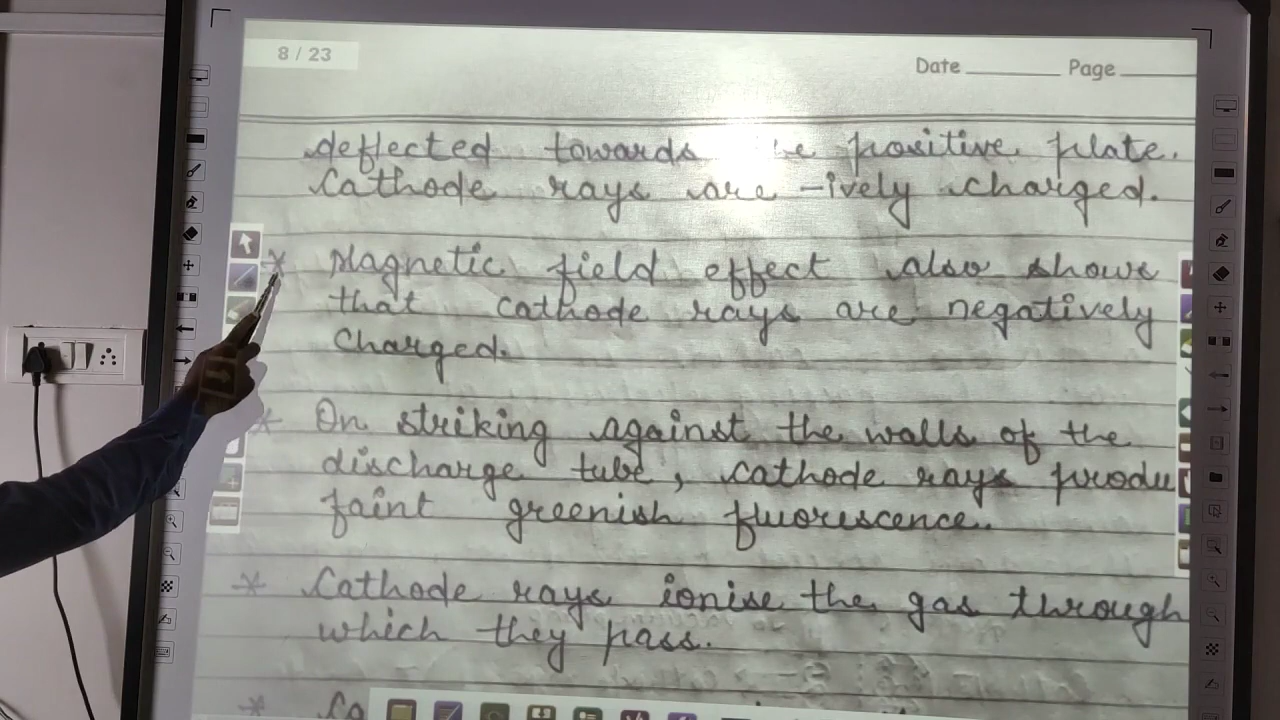 8 / 23
Date Page
deflected towards positive plate.
Cathode rays are -ively charged.
* Magnetic field effect also shows
that cathode rays are negatively
charged.
* On striking against the walls of the
discharge tube, cathode rays produ
faint greenish fluorescence.
* Cathode rays ionise the gas through
which they pass.
*